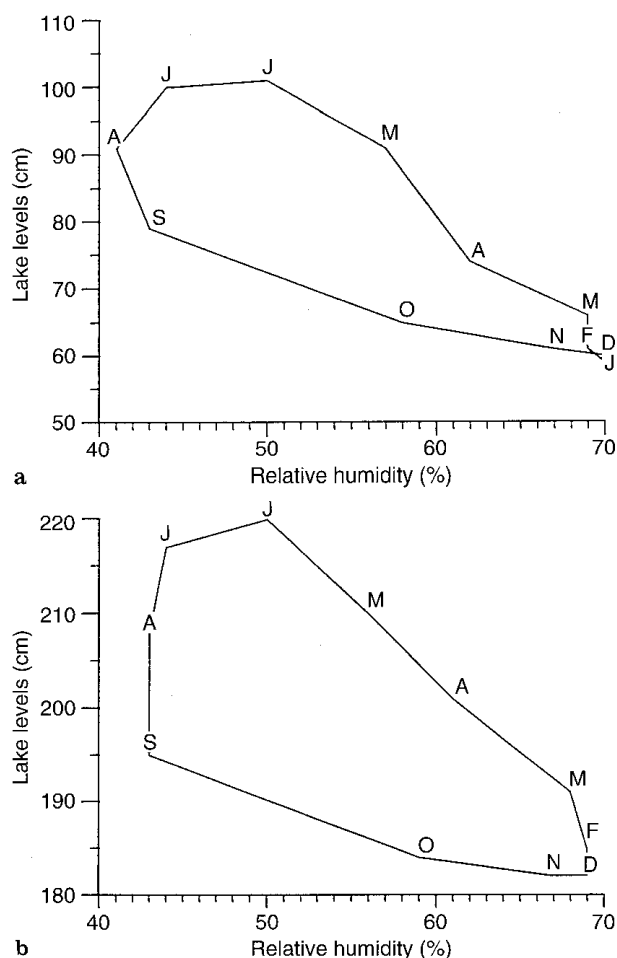 a
110
100
90
80
70
60
50
Lake levels (cm)
J
J
A
M
S
A
M
O
F
N
D
J
40
50
60
70
Relative humidity (%)
b
220
210
200
190
180
Lake levels (cm)
J
J
M
A
A
S
M
F
O
N
D
40
50
60
70
Relative humidity (%)